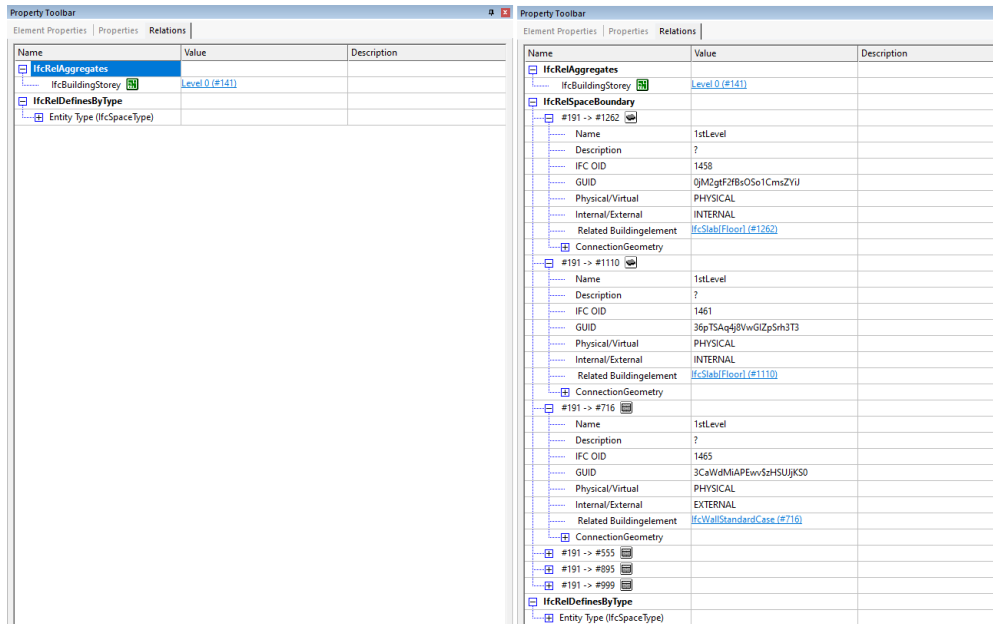 Property Toolbar
Element Properties Properties Relations
Name Value Description
IfcRelAggregates
IfcBuildingStorey Level 0 (#141)
IfcRelDefinesByType
Entity Type (IfcSpaceType)
Property Toolbar
Element Properties Properties Relations
Name Value Description
IfcRelAggregates
IfcBuildingStorey Level 0 (#141)
IfcRelSpaceBoundary
#191 -> #1262
Name 1stLevel
Description ?
IFC OID 1458
GUID 0jM2gtF2fBsOSo1CmsZYiJ
Physical/Virtual PHYSICAL
Internal/External INTERNAL
Related Buildingelement IfcSlab[Floor] (#1262)
ConnectionGeometry
#191 -> #1110
Name 1stLevel
Description ?
IFC OID 1461
GUID 36pTSAq4j8VwGlZpSrh3T3
Physical/Virtual PHYSICAL
Internal/External INTERNAL
Related Buildingelement IfcSlab[Floor] (#1110)
ConnectionGeometry
#191 -> #716
Name 1stLevel
Description ?
IFC OID 1465
GUID 3CaWdMiAPEwv$zHSUJjKS0
Physical/Virtual PHYSICAL
Internal/External EXTERNAL
Related Buildingelement IfcWallStandardCase (#716)
ConnectionGeometry
#191 -> #555
#191 -> #895
#191 -> #999
IfcRelDefinesByType
Entity Type (IfcSpaceType)